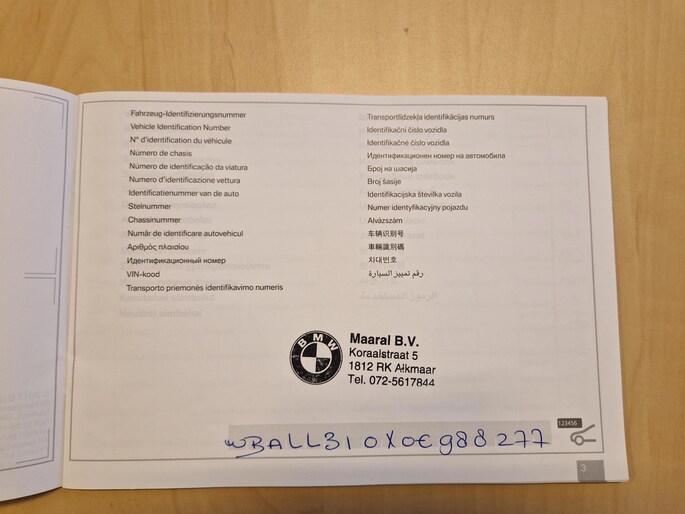 Fahrzeug-Identifizierungsnummer
Vehicle Identification Number
N° d'identification du véhicule
Número de chasis
Número de identificação da viatura
Numero d'identificazione vettura
Identificatienummer van de auto
Stelnummer
Chassinummer
Număr de identificare autovehicul
Αριθμός πλαισίου
Идентификационный номер
VIN-kood
Transporto priemonės identifikavimo numeris
Transportlīdzekļa identifikācijas numurs
Identifikační číslo vozidla
Identifikačné číslo vozidla
Идентификационен номер на автомобила
Број на шасија
Broj šasije
Identifikacijska številka vozila
Numer identyfikacyjny pojazdu
Alvázszám
车辆识别号
車輛識別碼
차대번호
رقم تمييز السيارة
BMW
Maaral B.V.
Koraalstraat 5
1812 RK Alkmaar
Tel. 072-5617844
123456
WBALL310X0E988277
3